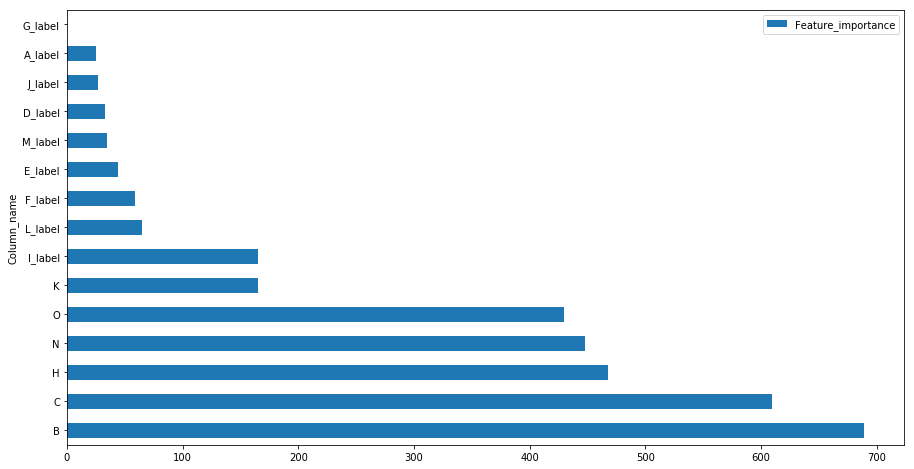 Feature_importance
Column_name
G_label
A_label
J_label
D_label
M_label
E_label
F_label
L_label
I_label
K
O
N
H
C
B
0 100 200 300 400 500 600 700